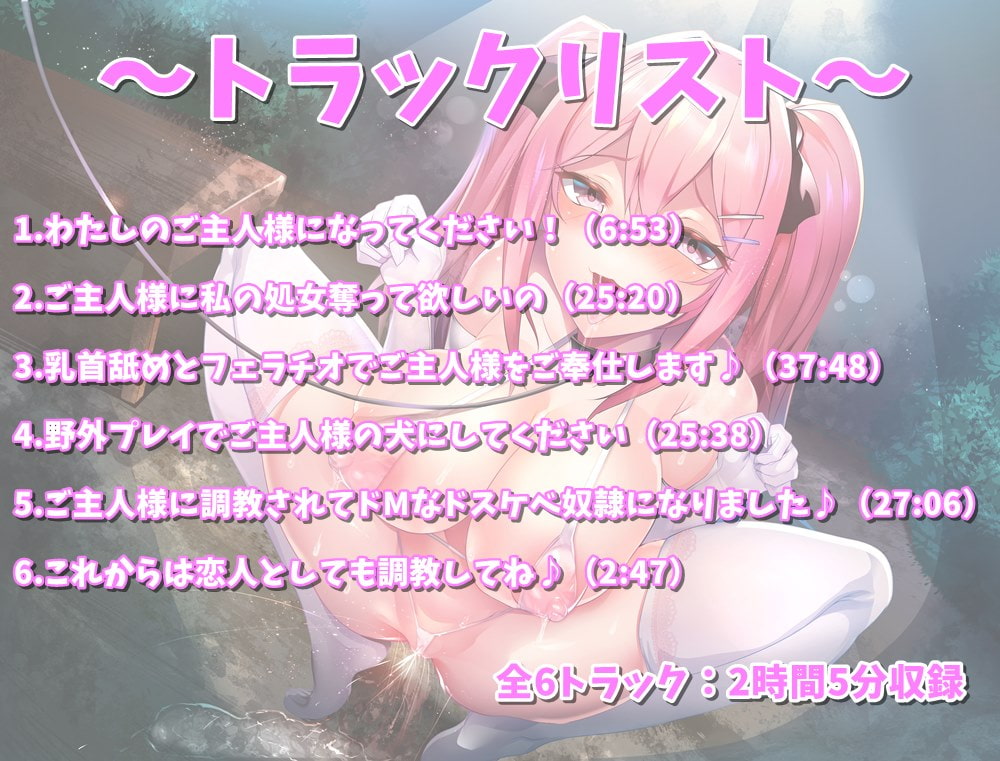 ～トラックリスト～
1.わたしのご主人様になってください！（6:53）
2.ご主人様に私の処女奪って欲しいの（25:20）
3.乳首舐めとフェラチオでご主人様をご奉仕します♪（37:48）
4.野外プレイでご主人様の犬にしてください（25:38）
5.ご主人様に調教されてドMなドスケベ奴隷になりました♪（27:06）
6.これからは恋人としても調教してね♪（2:47）
全6トラック：2時間5分収録